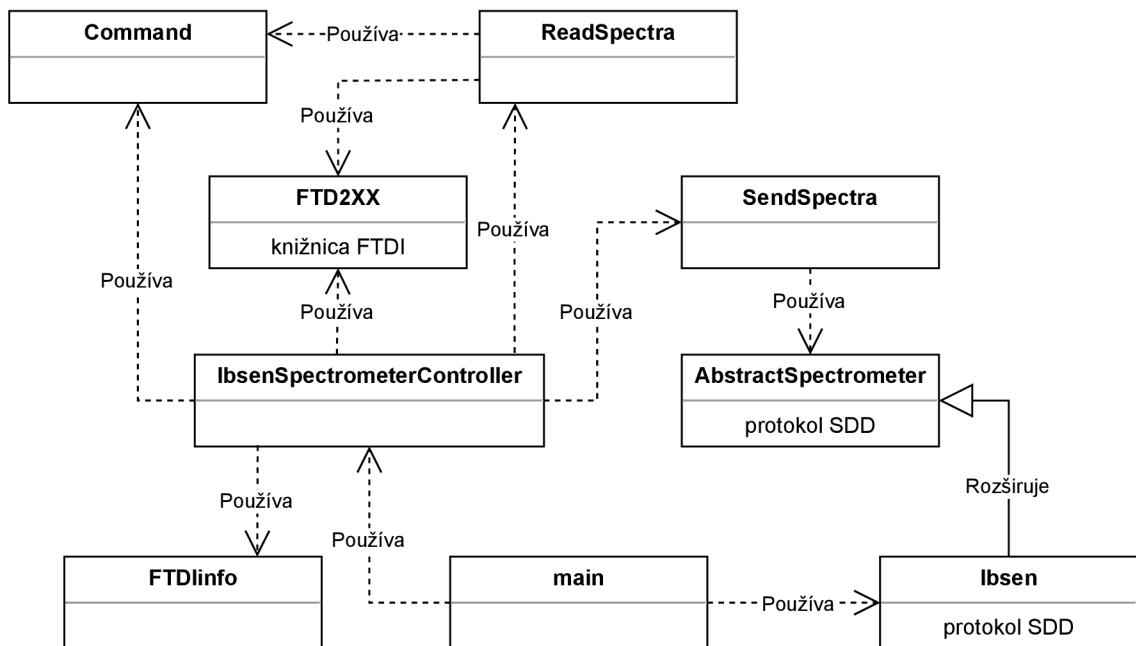 Command
Používa
ReadSpectra
Používa
FTD2XX
knižnica FTDI
SendSpectra
Používa
Používa
Používa
Používa
Používa
IbsenSpectrometerController
AbstractSpectrometer
protokol SDD
Rozširuje
Používa
Používa
FTDIinfo
main
Používa
Ibsen
protokol SDD